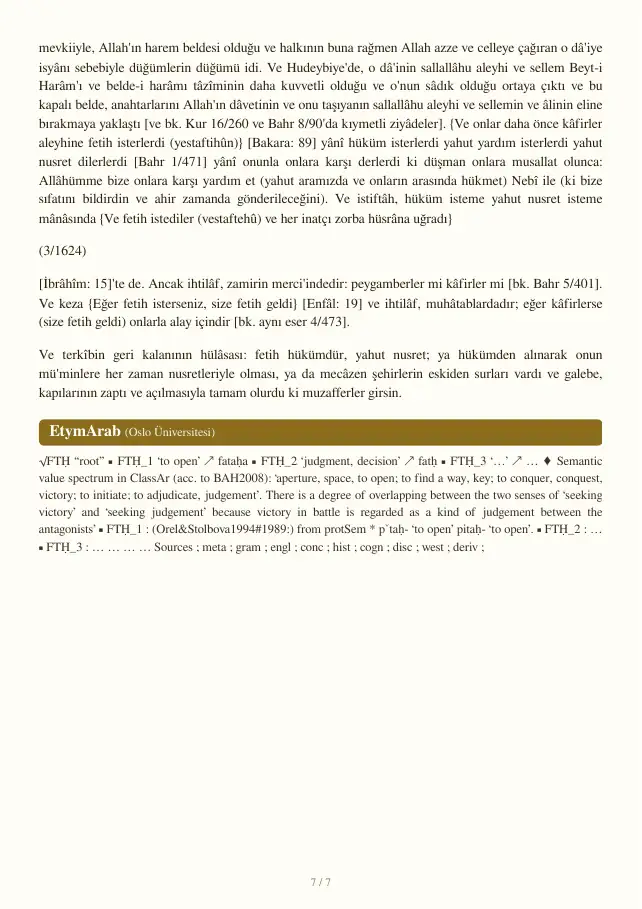 mevkiiyle, Allah'ın harem beldesi olduğu ve halkının buna rağmen Allah azze ve celleye çağıran o dâ'iye
isyânı sebebiyle düğümlerin düğümü idi. Ve Hudeybiye'de, o dâ'inin sallallâhu aleyhi ve sellem Beyt-i
Harâm'ı ve belde-i harâmı tâzîminin daha kuvvetli olduğu ve o'nun sâdık olduğu ortaya çıktı ve bu
kapalı belde, anahtarlarını Allah'ın dâvetinin ve onu taşıyanın sallallâhu aleyhi ve sellemin ve âlinin eline
bırakmaya yaklaştı [ve bk. Kur 16/260 ve Bahr 8/90'da kıymetli ziyâdeler]. {Ve onlar daha önce kâfirler
aleyhine fetih isterlerdi (yestaftihûn)} [Bakara: 89] yânî hüküm isterlerdi yahut yardım isterlerdi yahut
nusret dilerlerdi [Bahr 1/471] yânî onunla onlara karşı derlerdi ki düşman onlara musallat olunca:
Allâhümme bize onlara karşı yardım et (yahut aramızda ve onların arasında hükmet) Nebî ile (ki bize
sıfatını bildirdin ve ahir zamanda gönderileceğini). Ve istiftâh, hüküm isteme yahut nusret isteme
mânâsında {Ve fetih istediler (vestaftehû) ve her inatçı zorba hüsrâna uğradı}
(3/1624)
[İbrâhîm: 15]'te de. Ancak ihtilâf, zamirin merci'indedir: peygamberler mi kâfirler mi [bk. Bahr 5/401].
Ve keza {Eğer fetih isterseniz, size fetih geldi} [Enfâl: 19] ve ihtilâf, muhâtablardadır; eğer kâfirlerse
(size fetih geldi) onlarla alay içindir [bk. aynı eser 4/473].
Ve terkîbin geri kalanının hülâsası: fetih hükümdür, yahut nusret; ya hükümden alınarak onun
mü'minlere her zaman nusretleriyle olması, ya da mecâzen şehirlerin eskiden surları vardı ve galebe,
kapılarının zaptı ve açılmasıyla tamam olurdu ki muzafferler girsin.
EtymArab (Oslo Üniversitesi)
√FTḤ “root” ▪ FTḤ_1 ‘to open’ ↗ fataḥa ▪ FTḤ_2 ‘judgment, decision’ ↗ fatḥ ▪ FTḤ_3 ‘…’ ↗ … ♦ Semantic
value spectrum in ClassAr (acc. to BAH2008): ‘aperture, space, to open; to find a way, key; to conquer, conquest,
victory; to initiate; to adjudicate, judgement’. There is a degree of overlapping between the two senses of ‘seeking
victory’ and ‘seeking judgement’ because victory in battle is regarded as a kind of judgement between the
antagonists’ ▪ FTḤ_1 : (Orel&Stolbova1994#1989:) from protSem * pˇtaḥ- ‘to open’ pitaḥ- ‘to open’. ▪ FTḤ_2 : …
▪ FTḤ_3 : … … … … Sources ; meta ; gram ; engl ; conc ; hist ; cogn ; disc ; west ; deriv ;
7 / 7